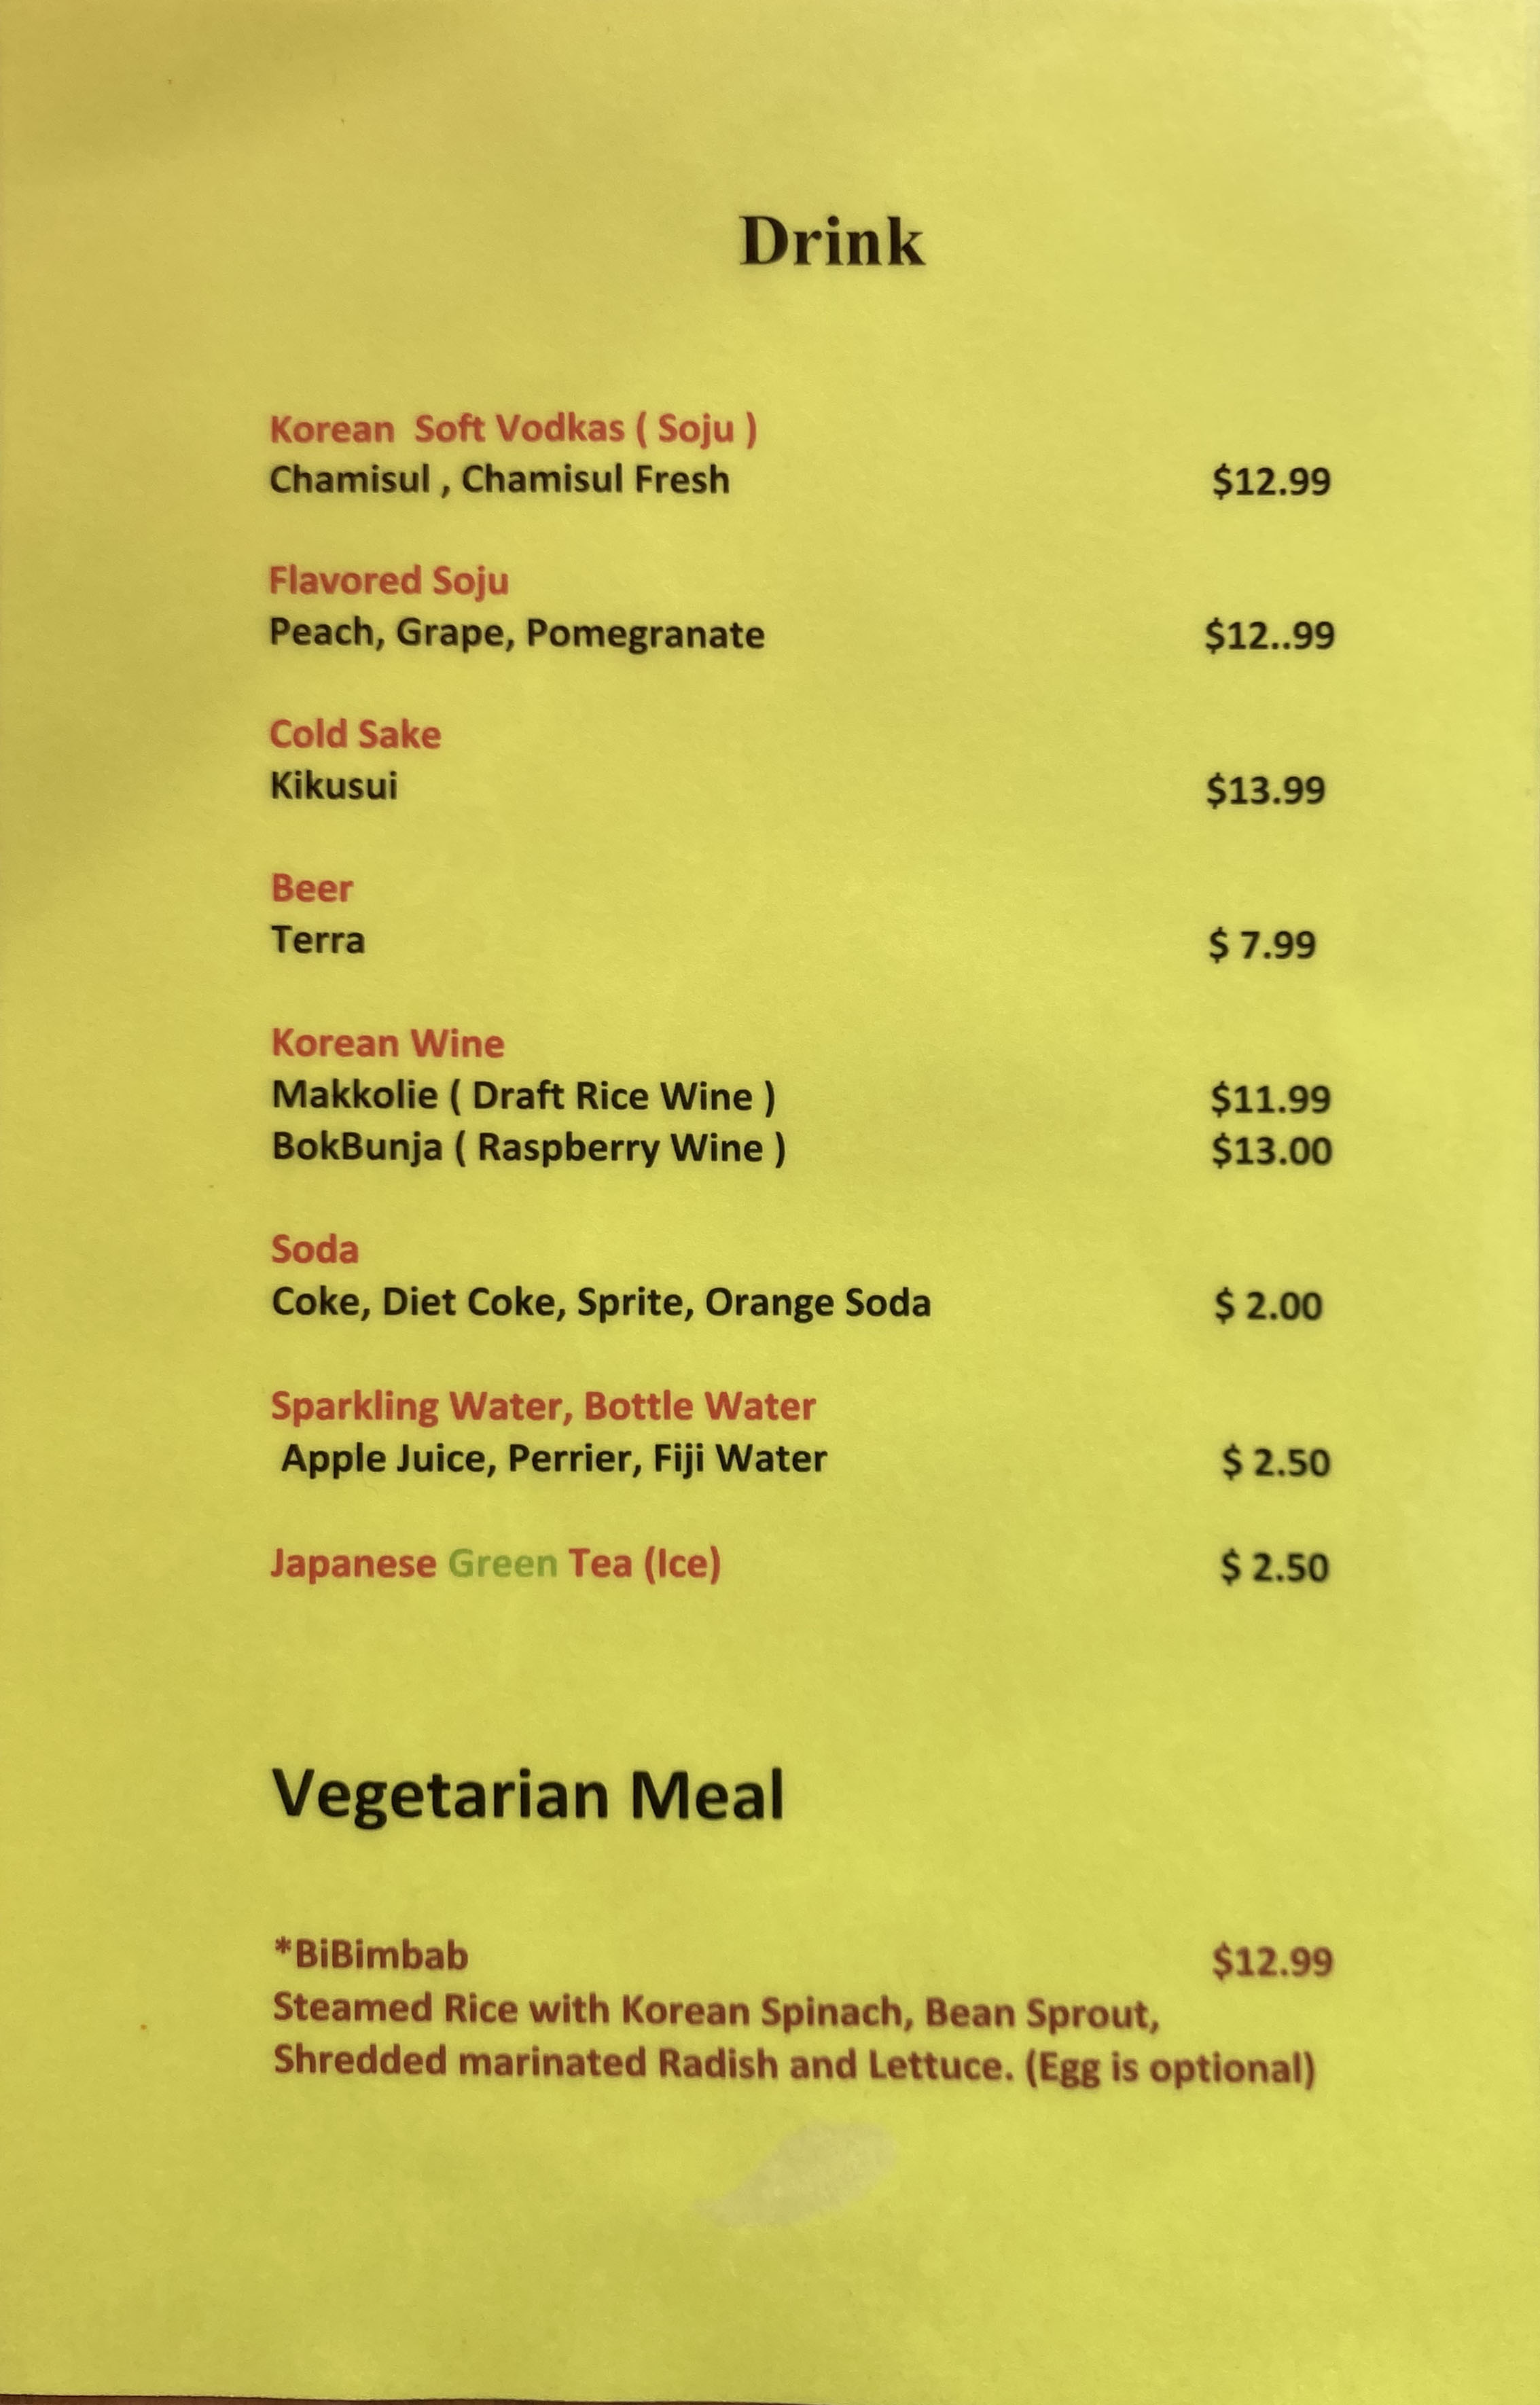 Drink
Korean Soft Vodkas ( Soju )
Chamisul , Chamisul Fresh $12.99
Flavored Soju
Peach, Grape, Pomegranate $12..99
Cold Sake
Kikusui $13.99
Beer
Terra $ 7.99
Korean Wine
Makkolie ( Draft Rice Wine ) $11.99
BokBunja ( Raspberry Wine ) $13.00
Soda
Coke, Diet Coke, Sprite, Orange Soda $ 2.00
Sparkling Water, Bottle Water
Apple Juice, Perrier, Fiji Water $ 2.50
Japanese Green Tea (Ice) $ 2.50
Vegetarian Meal
*BiBimbab $12.99
Steamed Rice with Korean Spinach, Bean Sprout,
Shredded marinated Radish and Lettuce. (Egg is optional)